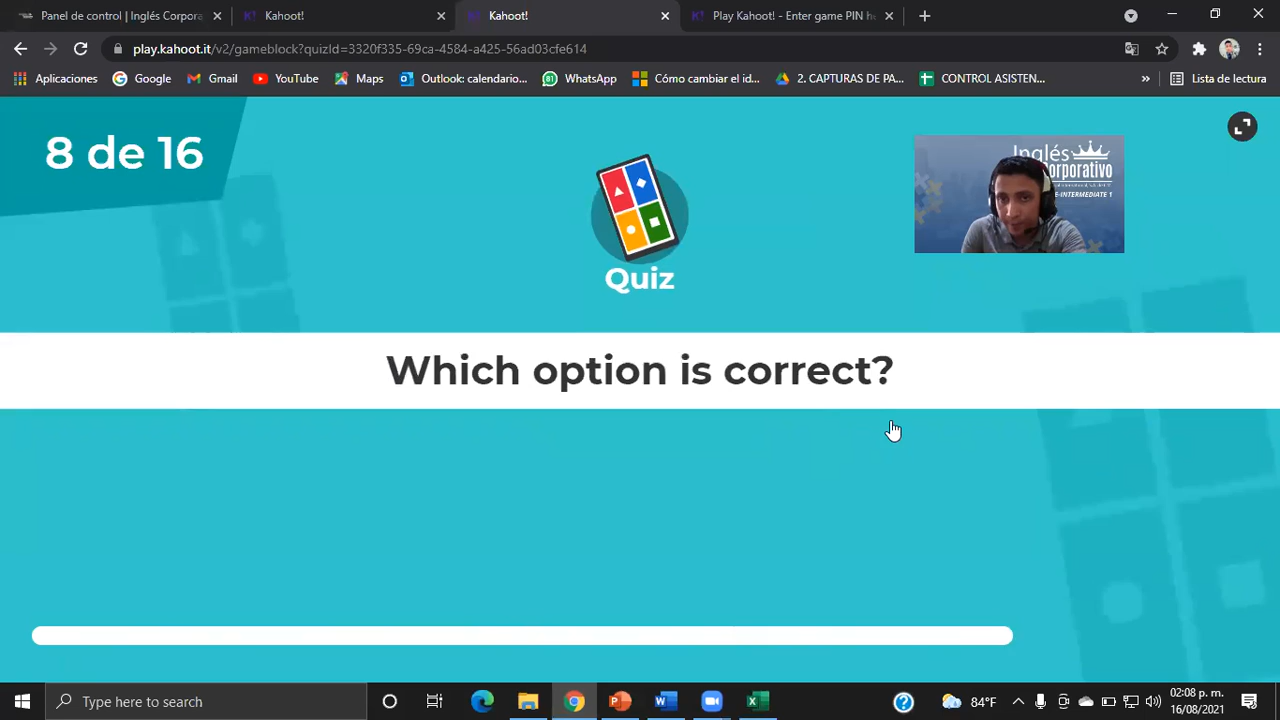 Panel de control | Inglés Corpora
Kahoot!
Kahoot!
Play Kahoot! - Enter game PIN he
play.kahoot.it/v2/gameblock?quizId=3320f335-69ca-4584-a425-56ad03cfe614
Aplicaciones
Google
Gmail
YouTube
Maps
Outlook: calendario...
WhatsApp
Cómo cambiar el id...
2. CAPTURAS DE PA...
CONTROL ASISTEN...
»
Lista de lectura
8 de 16
Inglés
orporativo
E-INTERMEDIATE 1
Quiz
Which option is correct?
Type here to search
84°F
02:08 p. m.
16/08/2021